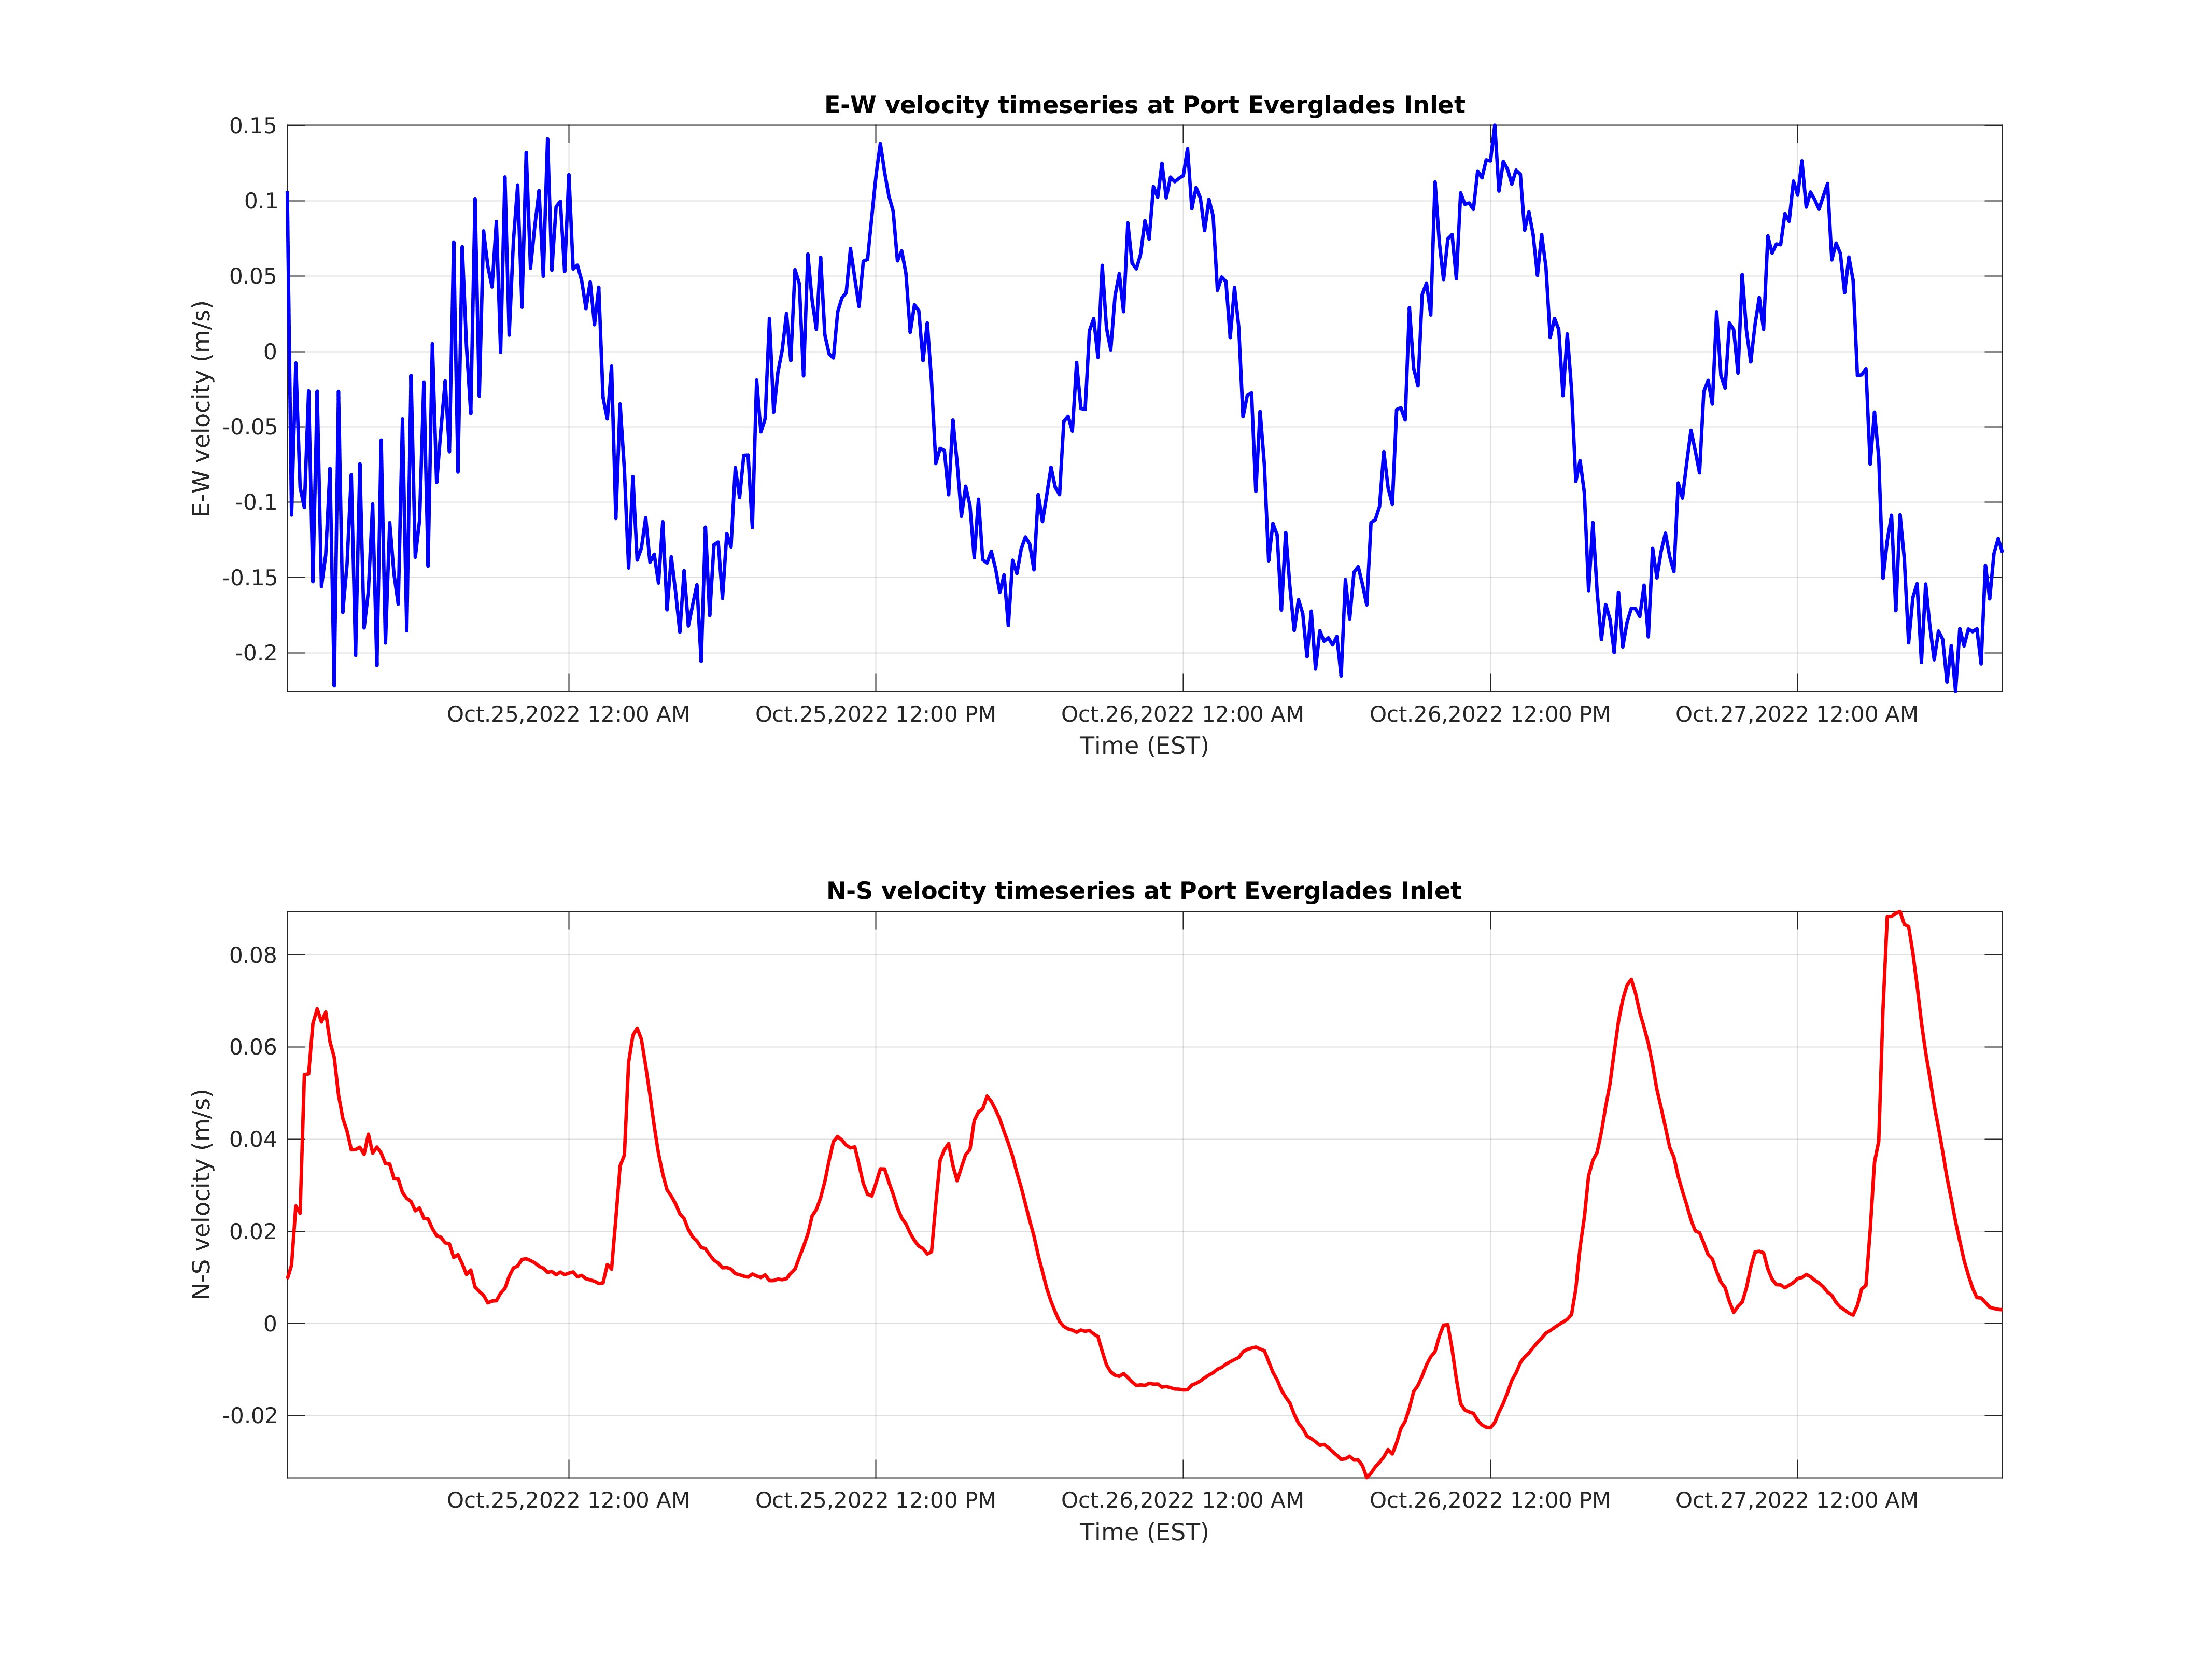 E-W velocity timeseries at Port Everglades Inlet
0.15
0.1
0.05
0
-0.05
-0.1
-0.15
-0.2
E-W velocity (m/s)
Oct.25,2022 12:00 AM Oct.25,2022 12:00 PM Oct.26,2022 12:00 AM Oct.26,2022 12:00 PM Oct.27,2022 12:00 AM
Time (EST)
N-S velocity timeseries at Port Everglades Inlet
0.08
0.06
0.04
0.02
0
-0.02
N-S velocity (m/s)
Oct.25,2022 12:00 AM Oct.25,2022 12:00 PM Oct.26,2022 12:00 AM Oct.26,2022 12:00 PM Oct.27,2022 12:00 AM
Time (EST)